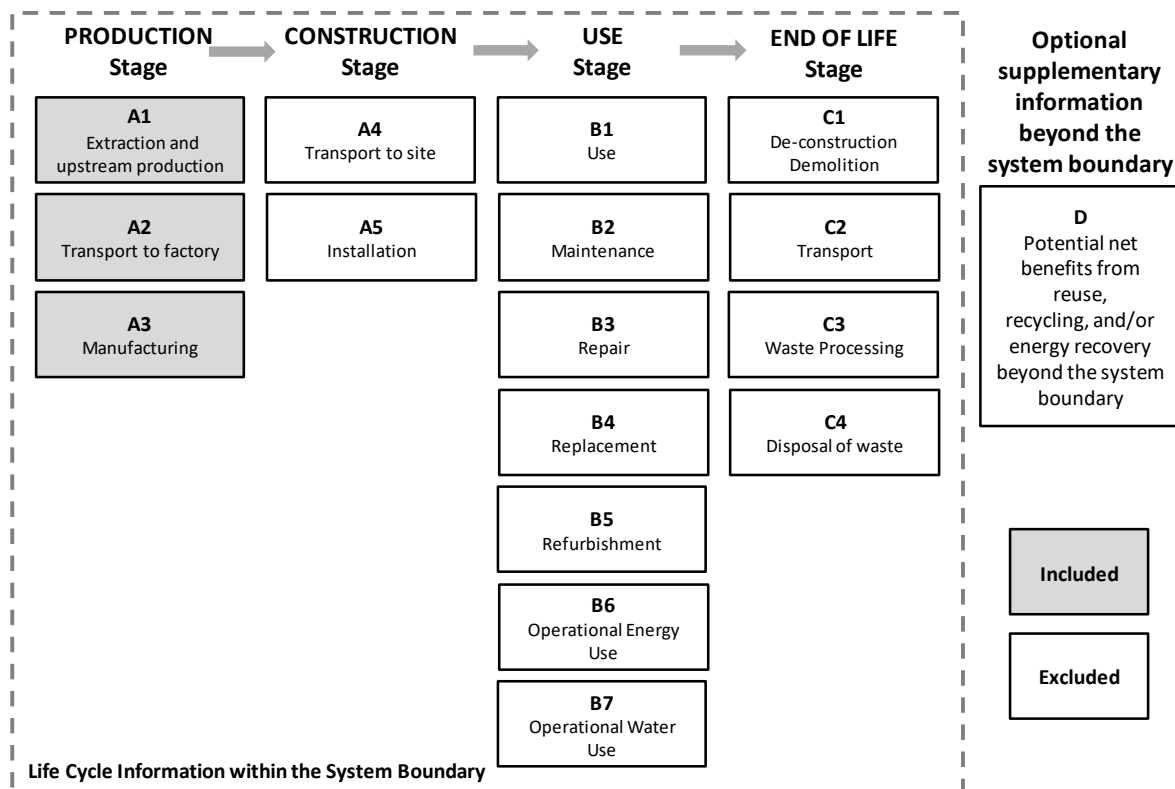 PRODUCTION
Stage
A1
Extraction and
upstream production
A2
Transport to factory
A3
Manufacturing
CONSTRUCTION
Stage
A4
Transport to site
A5
Installation
USE
Stage
B1
Use
B2
Maintenance
B3
Repair
B4
Replacement
B5
Refurbishment
B6
Operational Energy
Use
B7
Operational Water
Use
END OF LIFE
Stage
C1
De-construction
Demolition
C2
Transport
C3
Waste Processing
C4
Disposal of waste
Life Cycle Information within the System Boundary
Optional
supplementary
information
beyond the
system boundary
D
Potential net
benefits from
reuse,
recycling, and/or
energy recovery
beyond the system
boundary
Included
Excluded